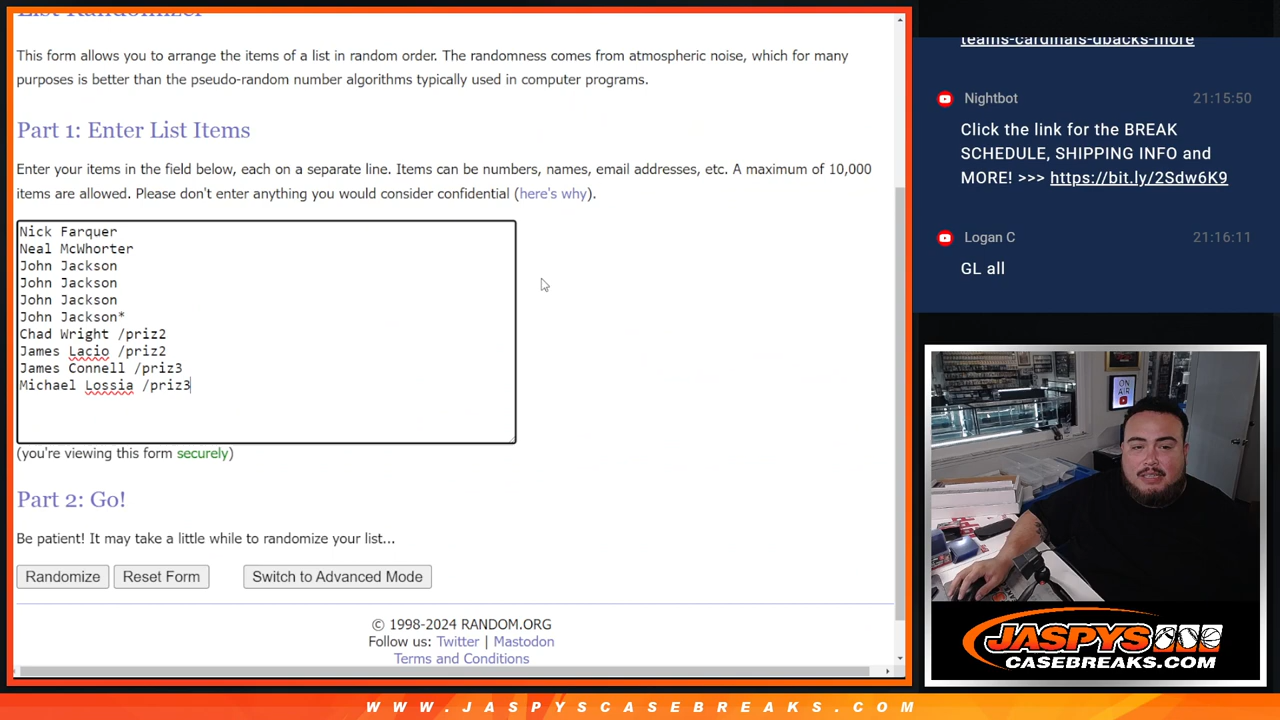 List Randomizer
This form allows you to arrange the items of a list in random order. The randomness comes from atmospheric noise, which for many
purposes is better than the pseudo-random number algorithms typically used in computer programs.
Part 1: Enter List Items
Enter your items in the field below, each on a separate line. Items can be numbers, names, email addresses, etc. A maximum of 10,000
items are allowed. Please don't enter anything you would consider confidential (here's why).
Nick Farquer
Neal McWhorter
John Jackson
John Jackson
John Jackson
John Jackson*
Chad Wright /priz2
James Lacio /priz2
James Connell /priz3
Michael Lossia /priz3
(you're viewing this form securely)
Part 2: Go!
Be patient! It may take a little while to randomize your list...
Randomize
Reset Form
Switch to Advanced Mode
© 1998-2024 RANDOM.ORG
Follow us: Twitter | Mastodon
Terms and Conditions
teams-cardinals-dbacks-more
Nightbot
21:15:50
Click the link for the BREAK
SCHEDULE, SHIPPING INFO and
MORE! >>> https://bit.ly/2Sdw6K9
Logan C
21:16:11
GL all
ON
AIR
JASPYS
CASEBREAKS.COM
WWW.JASPYSCASEBREAKS.COM